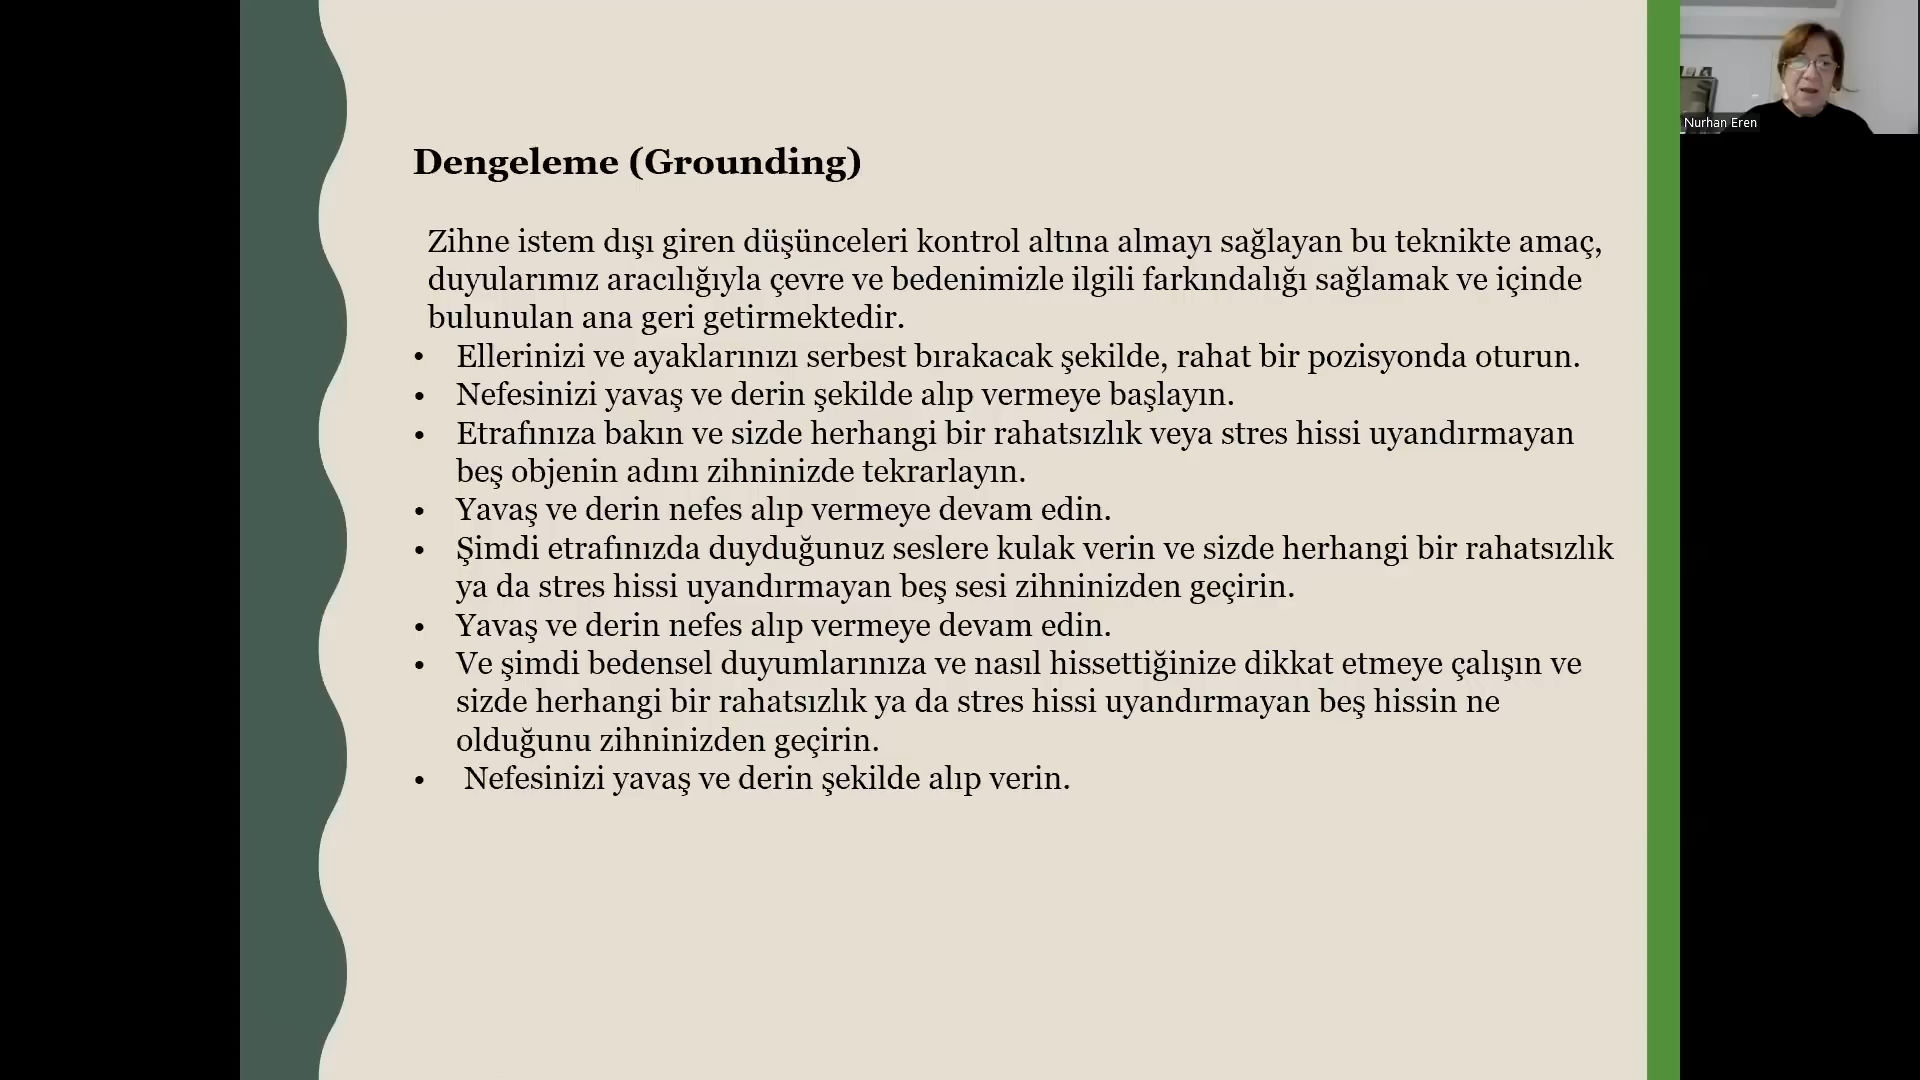 Dengeleme (Grounding)
Zihne istem dışı giren düşünceleri kontrol altına almayı sağlayan bu teknikte amaç,
duyularımız aracılığıyla çevre ve bedenimizle ilgili farkındalığı sağlamak ve içinde
bulunulan ana geri getirmektedir.
• Ellerinizi ve ayaklarınızı serbest bırakacak şekilde, rahat bir pozisyonda oturun.
• Nefesinizi yavaş ve derin şekilde alıp vermeye başlayın.
• Etrafınıza bakın ve sizde herhangi bir rahatsızlık veya stres hissi uyandırmayan
beş objenin adını zihninizde tekrarlayın.
• Yavaş ve derin nefes alıp vermeye devam edin.
• Şimdi etrafınızda duyduğunuz seslere kulak verin ve sizde herhangi bir rahatsızlık
ya da stres hissi uyandırmayan beş sesi zihninizden geçirin.
• Yavaş ve derin nefes alıp vermeye devam edin.
• Ve şimdi bedensel duyumlarınıza ve nasıl hissettiğinize dikkat etmeye çalışın ve
sizde herhangi bir rahatsızlık ya da stres hissi uyandırmayan beş hissin ne
olduğunu zihninizden geçirin.
• Nefesinizi yavaş ve derin şekilde alıp verin.
Nurhan Eren